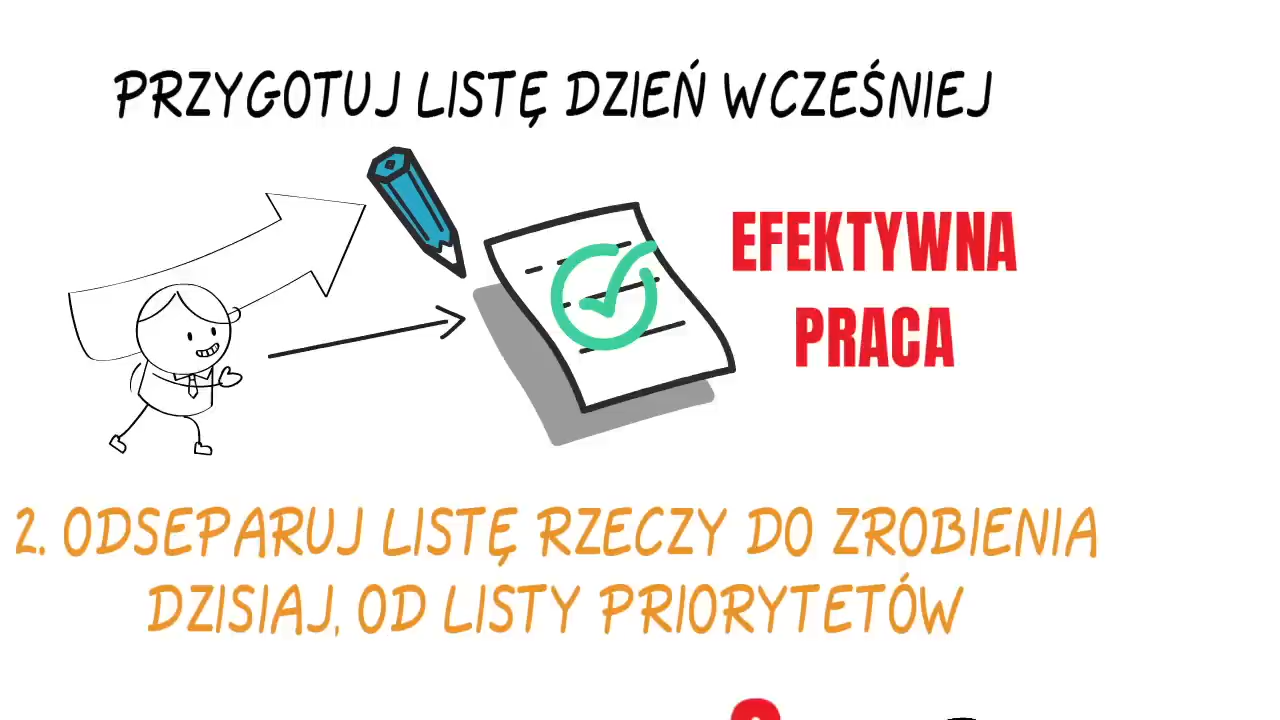 PRZYGOTUJ LISTĘ DZIEŃ WCZEŚNIEJ
EFEKTYWNA
PRACA
2. ODSEPARUJ LISTĘ RZECZY DO ZROBIENIA
DZISIAJ, OD LISTY PRIORYTETÓW